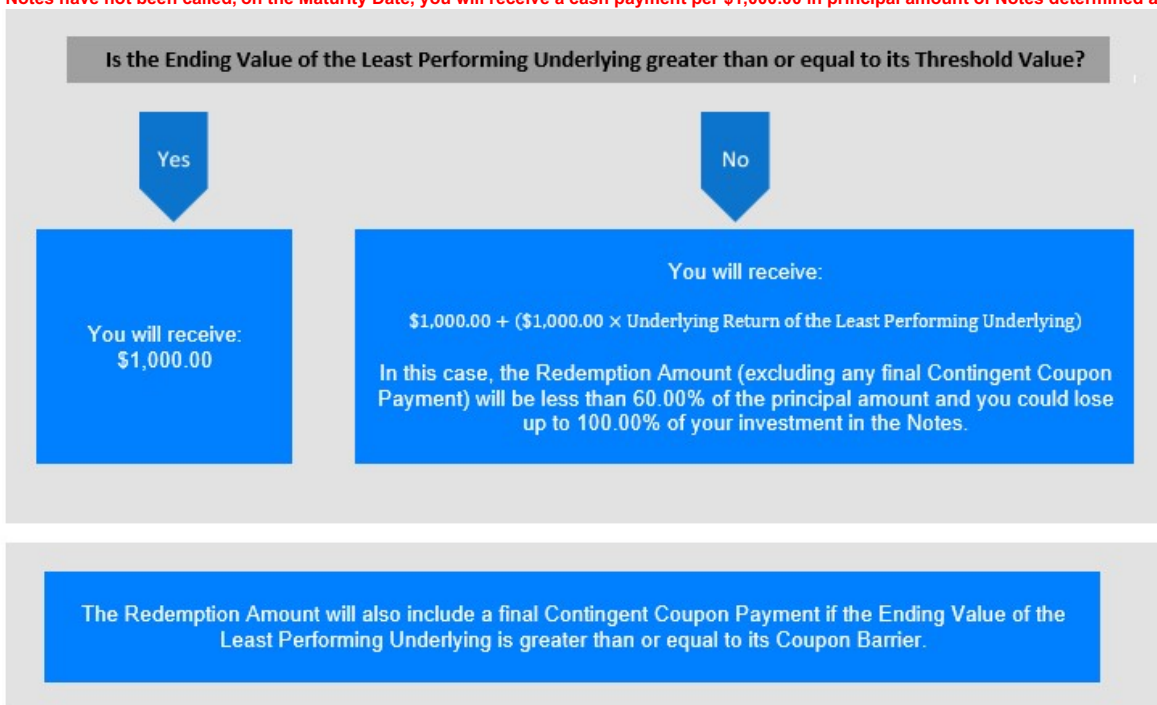 Notes have not been called, on the Maturity Date, you will receive a cash payment per $1,000.00 in principal amount of Notes determined a
Is the Ending Value of the Least Performing Underlying greater than or equal to its Threshold Value?
Yes
No
You will receive:
$1,000.00
You will receive:
$1,000.00 + ($1,000.00 × Underlying Return of the Least Performing Underlying)
In this case, the Redemption Amount (excluding any final Contingent Coupon
Payment) will be less than 60.00% of the principal amount and you could lose
up to 100.00% of your investment in the Notes.
The Redemption Amount will also include a final Contingent Coupon Payment if the Ending Value of the
Least Performing Underlying is greater than or equal to its Coupon Barrier.